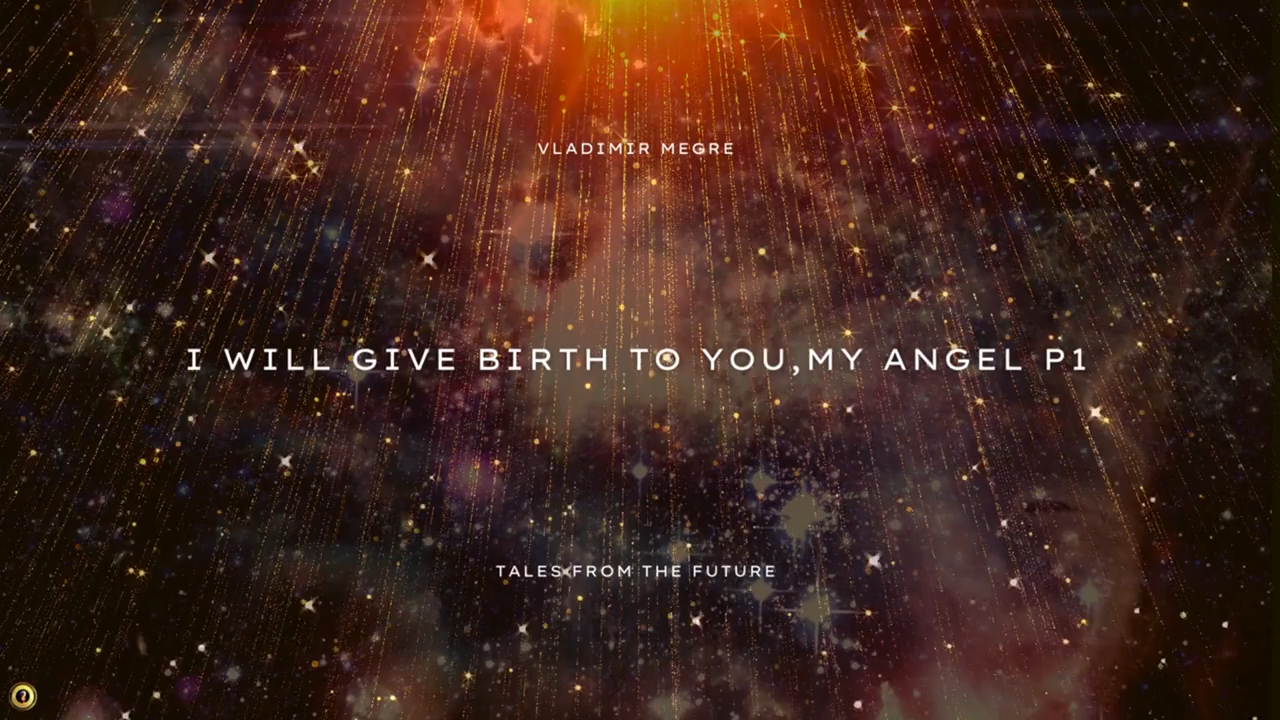 VLADIMIR MEGRE
I WILL GIVE BIRTH TO YOU,MY ANGEL P1
TALES FROM THE FUTURE